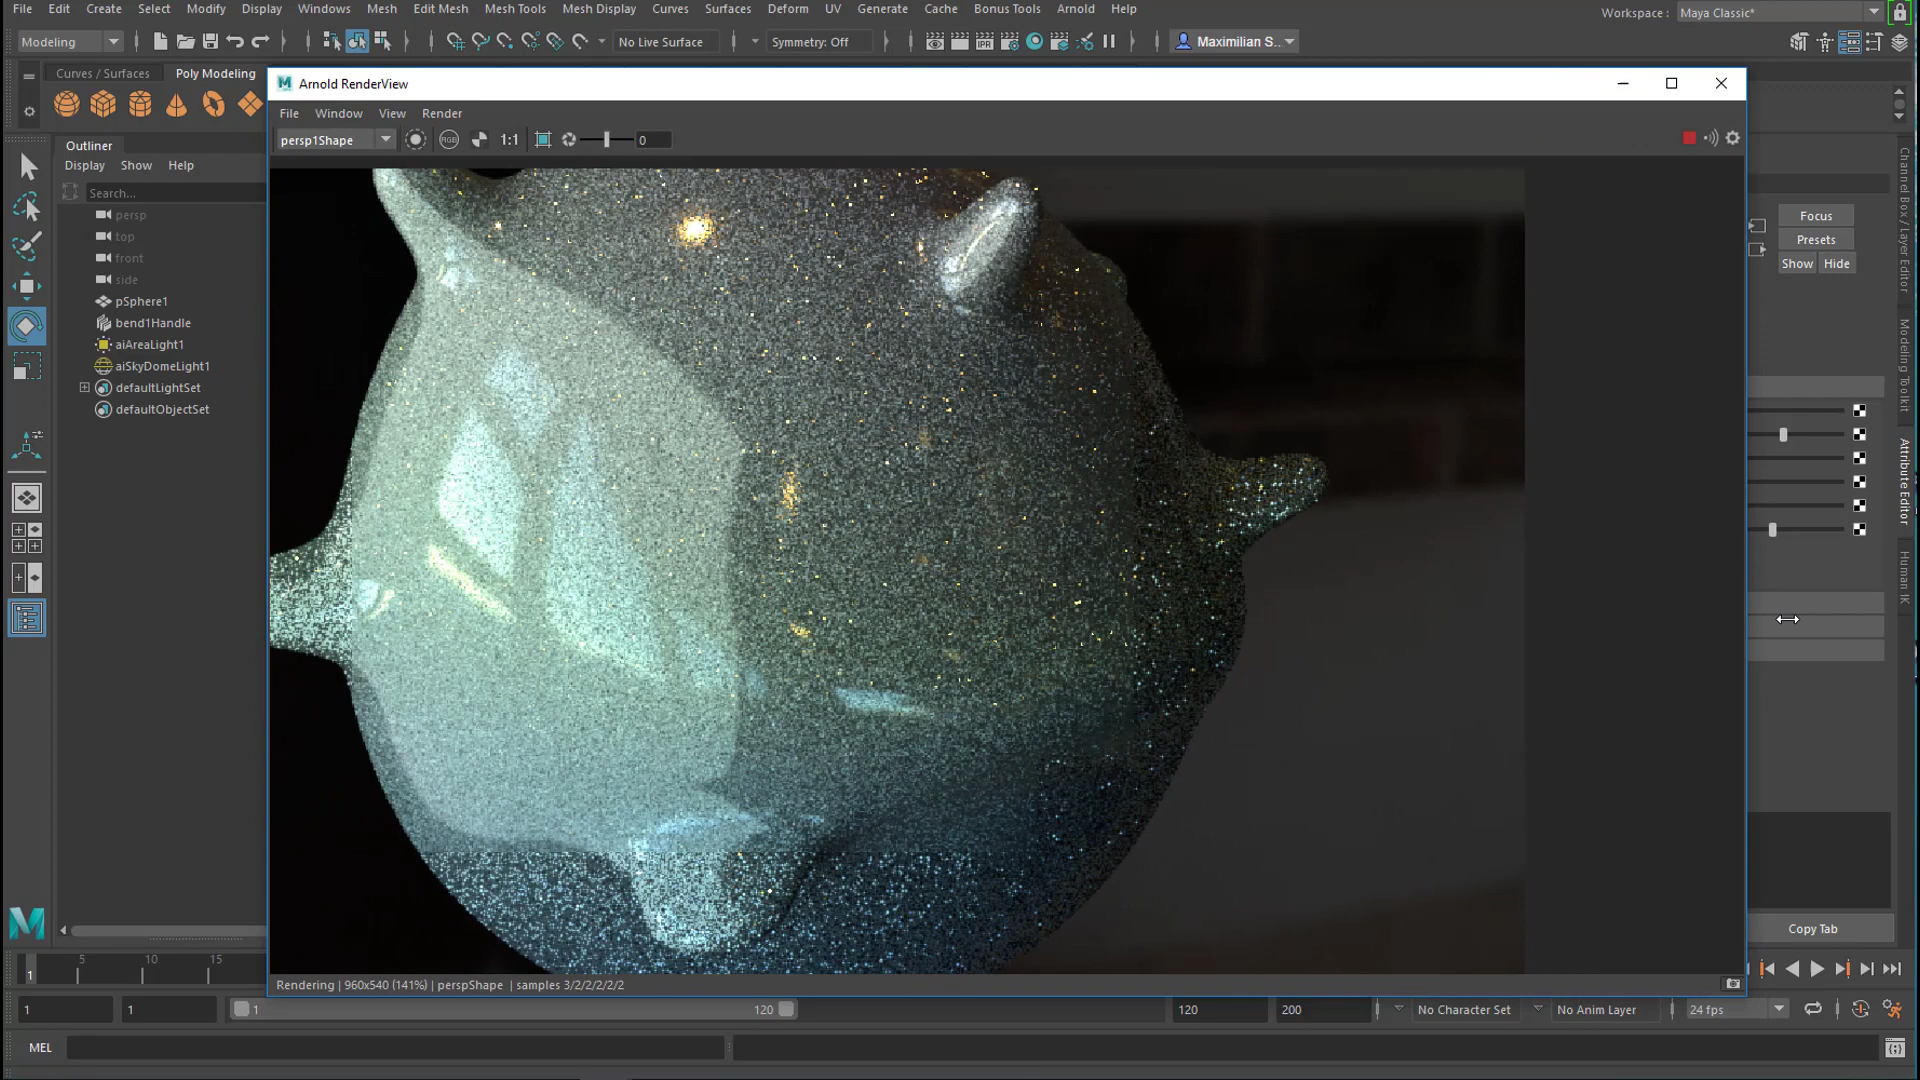 File Edit Create Select Modify Display Windows Mesh Edit Mesh Mesh Tools Mesh Display Curves Surfaces Deform UV Generate Cache Bonus Tools Arnold Help
Workspace : Maya Classic*
Modeling No Live Surface Symmetry: Off Maximilian S...
IPR
Curves / Surfaces Poly Modeling
M Arnold RenderView
File Window View Render
persp1Shape RGB 1:1 0
Outliner
Display Show Help
Search...
persp
top
front
side
pSphere1
bend1Handle
aiAreaLight1
aiSkyDomeLight1
defaultLightSet
defaultObjectSet
Focus
Presets
Show Hide
Channel Box / Layer Editor
Modeling Toolkit
Attribute Editor
Human IK
Copy Tab
Rendering | 960x540 (141%) | perspShape | samples 3/2/2/2/2/2
M
1 5 10 15
1 1 1 120 120 200 No Character Set No Anim Layer 24 fps
MEL